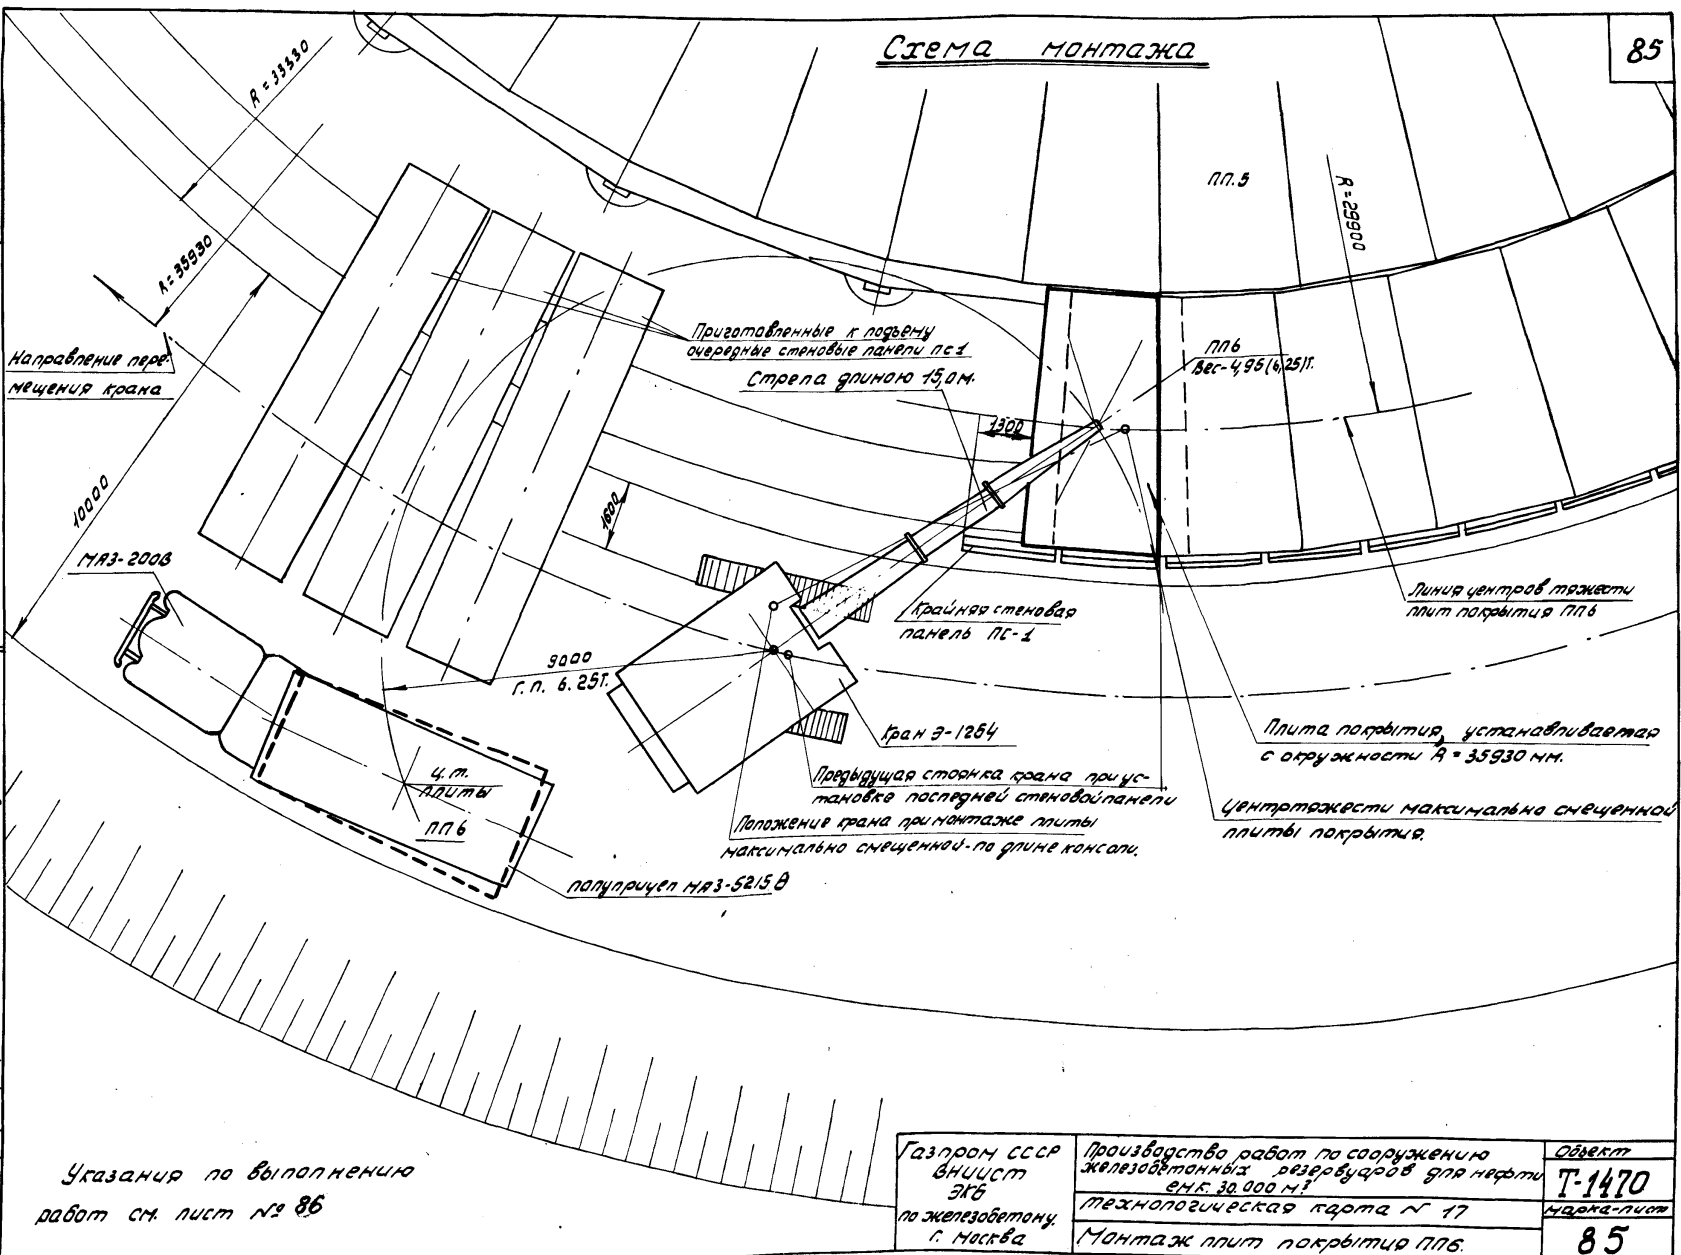 Схема монтажа
85
R=33330
R=35930
пп.5
R=29900
Направление пере-
мещения крана
Приготовленные к подъему
очередные стеновые панели пс1
Стрела длиною 15,0м.
пп6
Вес-4,95(6,25)т.
1300
10000
1600
МАЗ-200В
Крайняя стеновая
панель ПС-1
Линия центров тяжести
плит покрытия ПП6
9000
Г.п. 6.25т.
Кран Э-1254
Плита покрытия, устанавливаемая
с окружности R=35930 мм.
ц.т.
плиты
пп6
Предыдущая стоянка крана при ус-
тановке последней стеновой панели
Положение крана при монтаже плиты
максимально смещенной-по длине консоли.
Центр тяжести максимально смещенной
плиты покрытия.
полуприцеп МАЗ-5215В
Указания по выполнению
работ см. лист № 86
Газпром СССР
ВНИИСТ
ЭКБ
по железобетону.
г. Москва
Производство работ по сооружению
железобетонных резервуаров для нефти
емк. 30.000 м³
технологическая карта № 17
Монтаж плит покрытия ПП6.
Объект
Т-1470
марка-лист
85